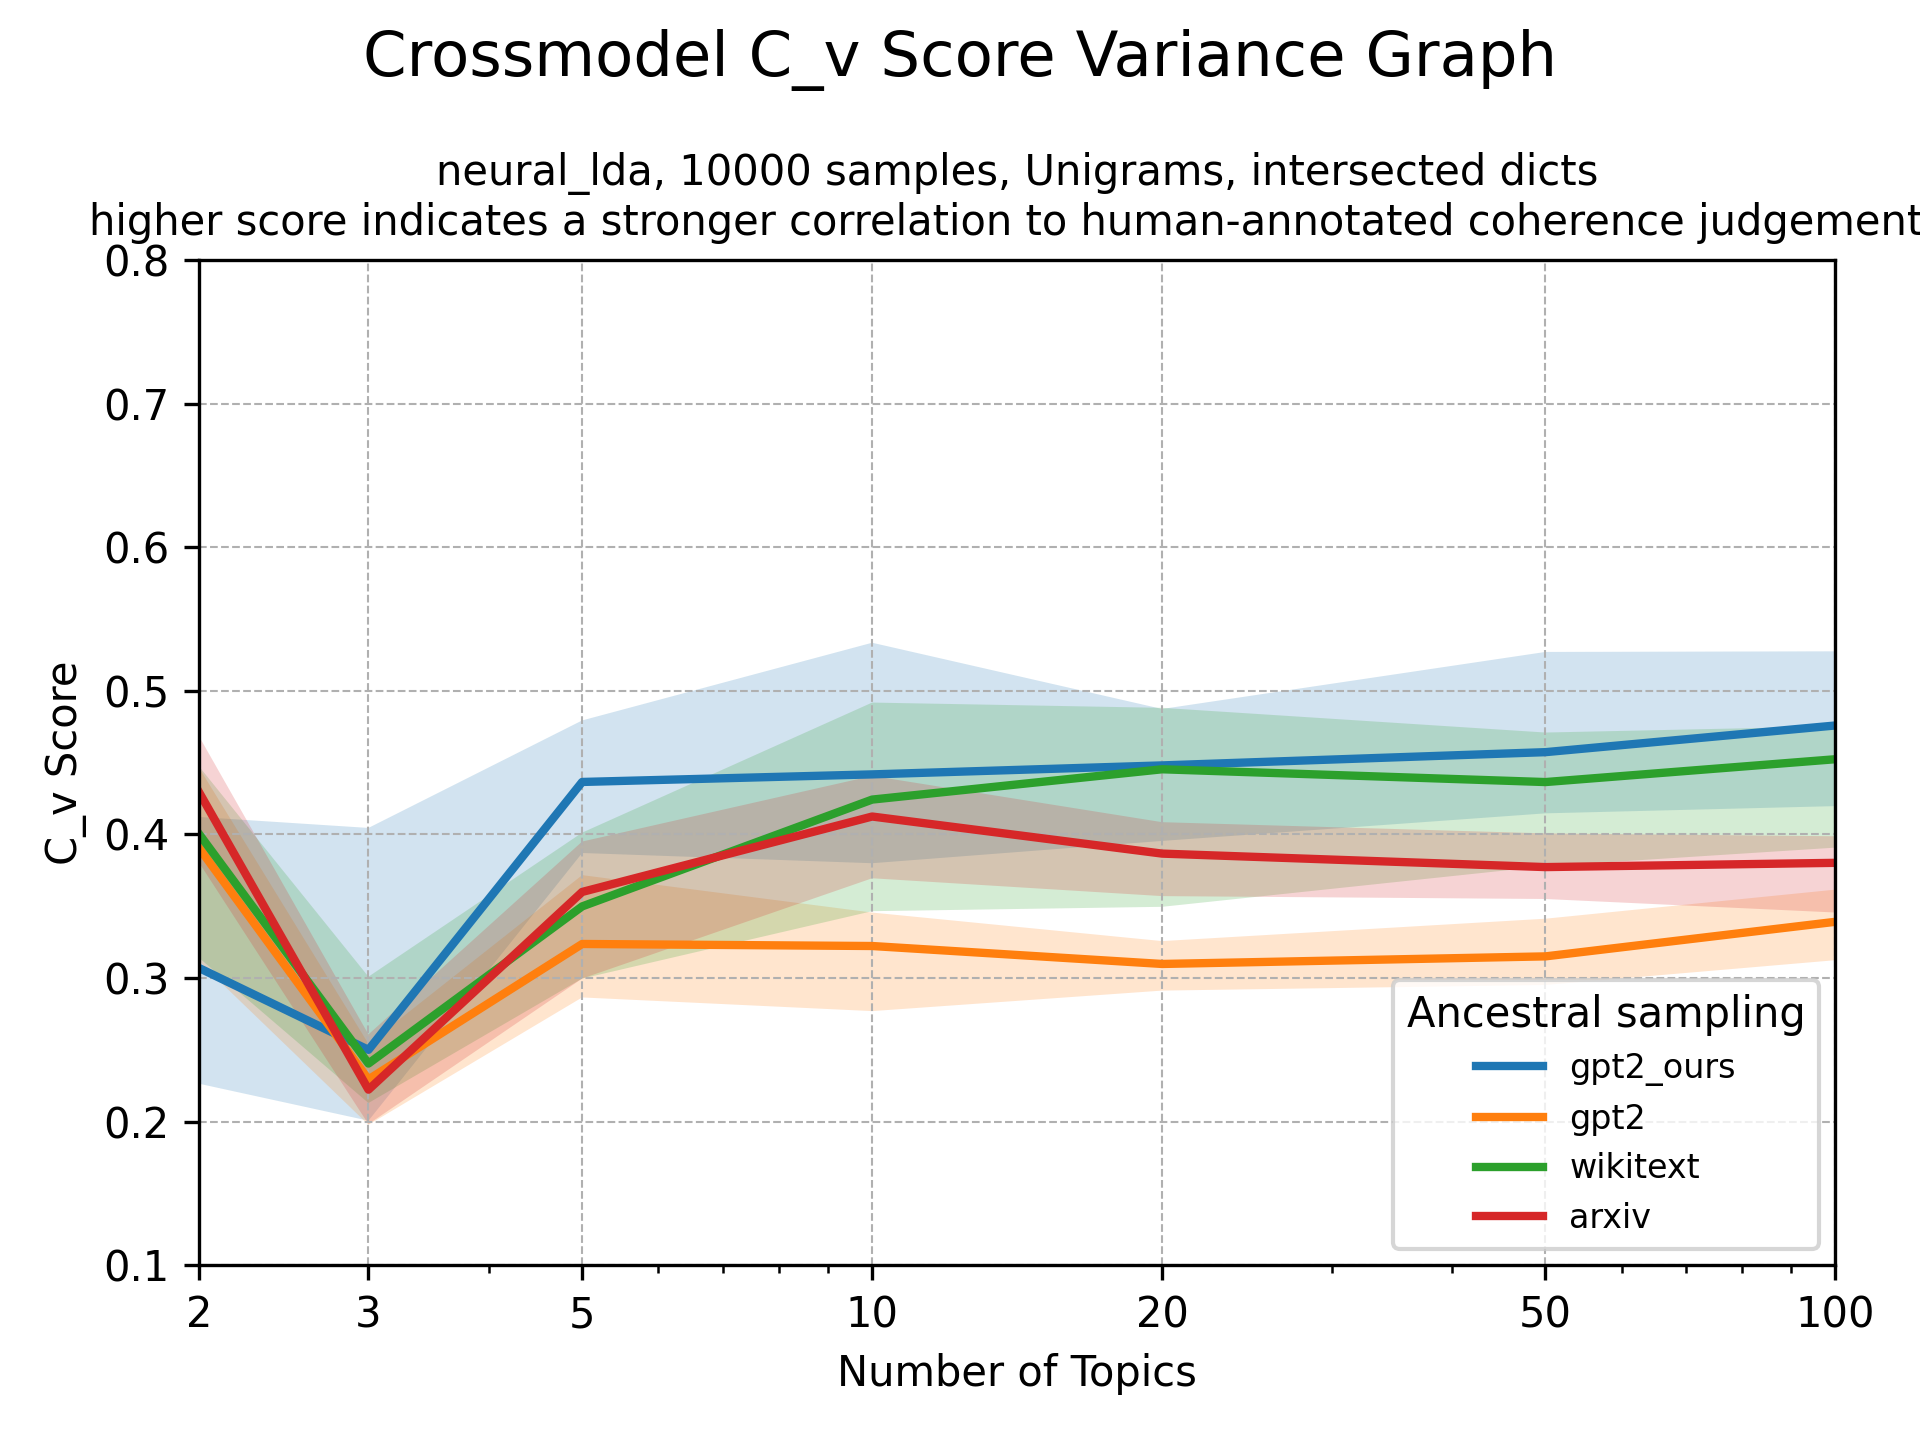 Crossmodel C_v Score Variance Graph
neural_lda, 10000 samples, Unigrams, intersected dicts
higher score indicates a stronger correlation to human-annotated coherence judgement
0.8
0.7
0.6
0.5
0.4
0.3
0.2
0.1
C_v Score
2 3 5 10 20 50 100
Number of Topics
Ancestral sampling
gpt2_ours
gpt2
wikitext
arxiv